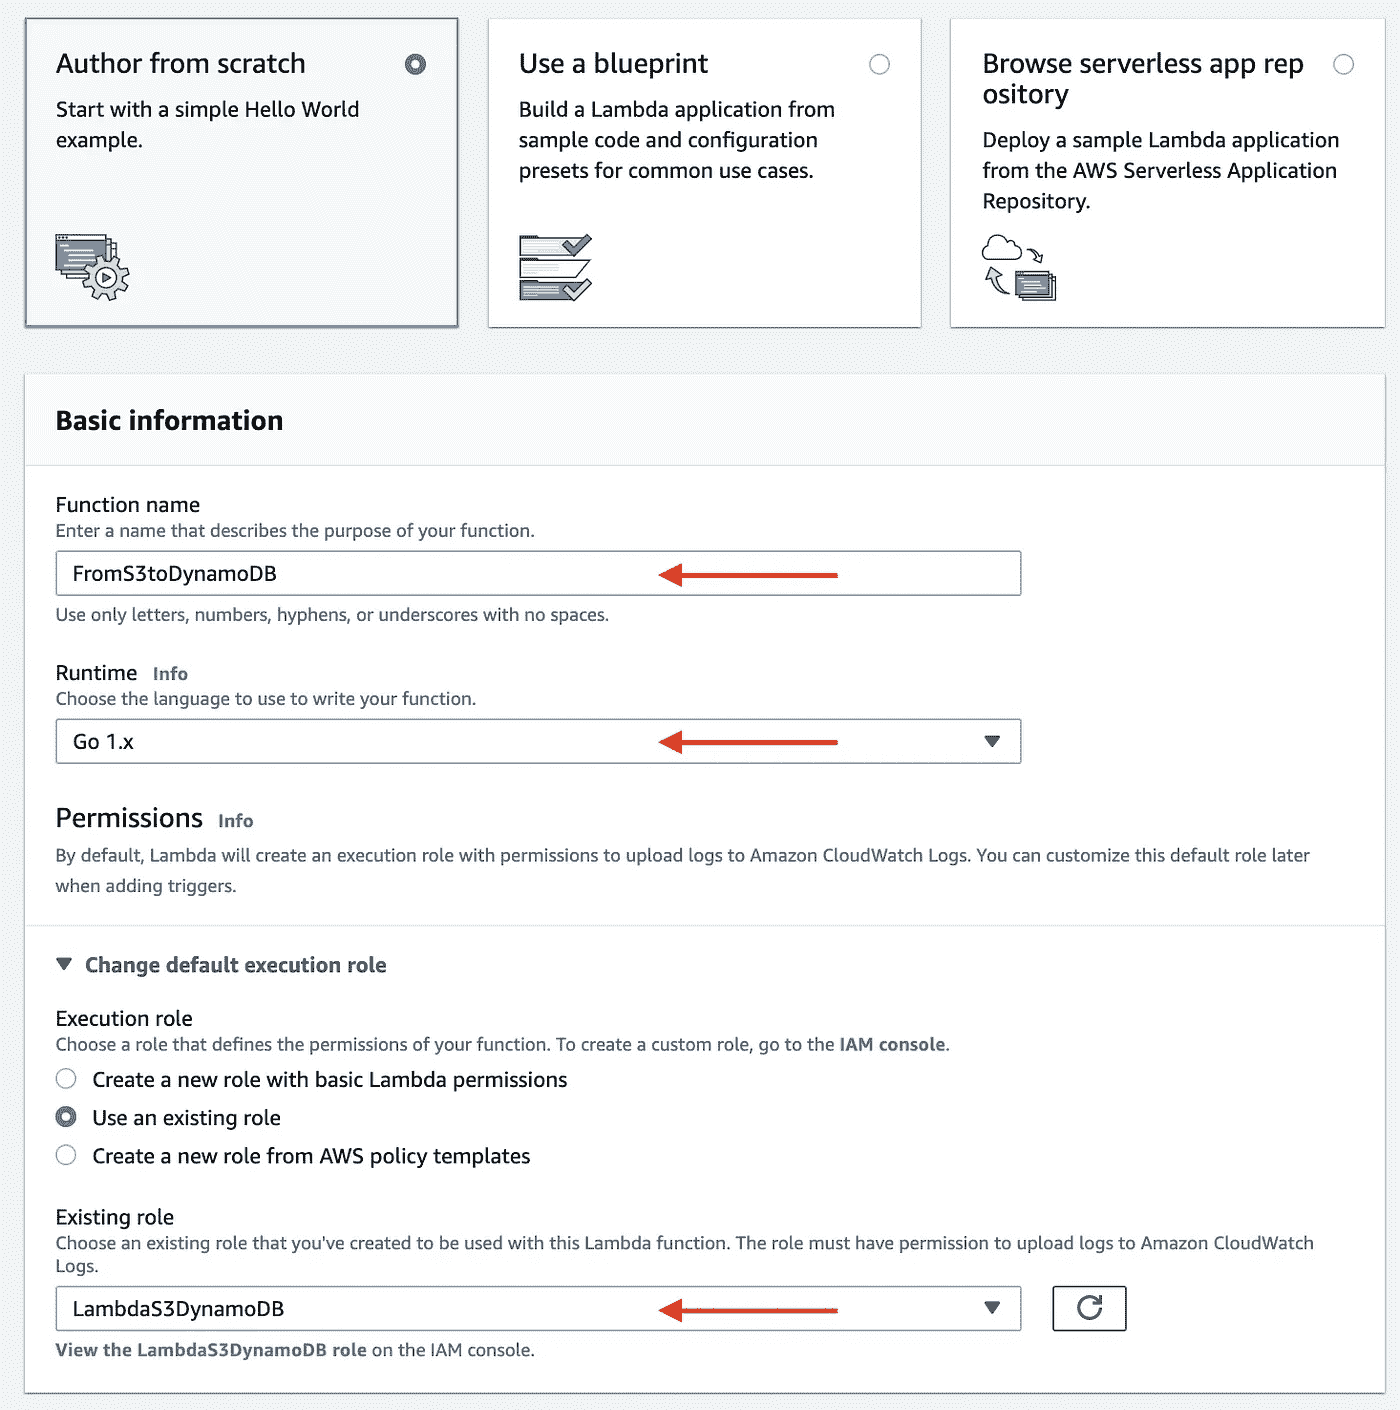 Author from scratch
Start with a simple Hello World
example.
Use a blueprint
Build a Lambda application from
sample code and configuration
presets for common use cases.
Browse serverless app rep
ository
Deploy a sample Lambda application
from the AWS Serverless Application
Repository.
Basic information
Function name
Enter a name that describes the purpose of your function.
FromS3toDynamoDB
Use only letters, numbers, hyphens, or underscores with no spaces.
Runtime Info
Choose the language to use to write your function.
Go 1.x
Permissions Info
By default, Lambda will create an execution role with permissions to upload logs to Amazon CloudWatch Logs. You can customize this default role later
when adding triggers.
Change default execution role
Execution role
Choose a role that defines the permissions of your function. To create a custom role, go to the IAM console.
Create a new role with basic Lambda permissions
Use an existing role
Create a new role from AWS policy templates
Existing role
Choose an existing role that you've created to be used with this Lambda function. The role must have permission to upload logs to Amazon CloudWatch
Logs.
LambdaS3DynamoDB
View the LambdaS3DynamoDB role on the IAM console.